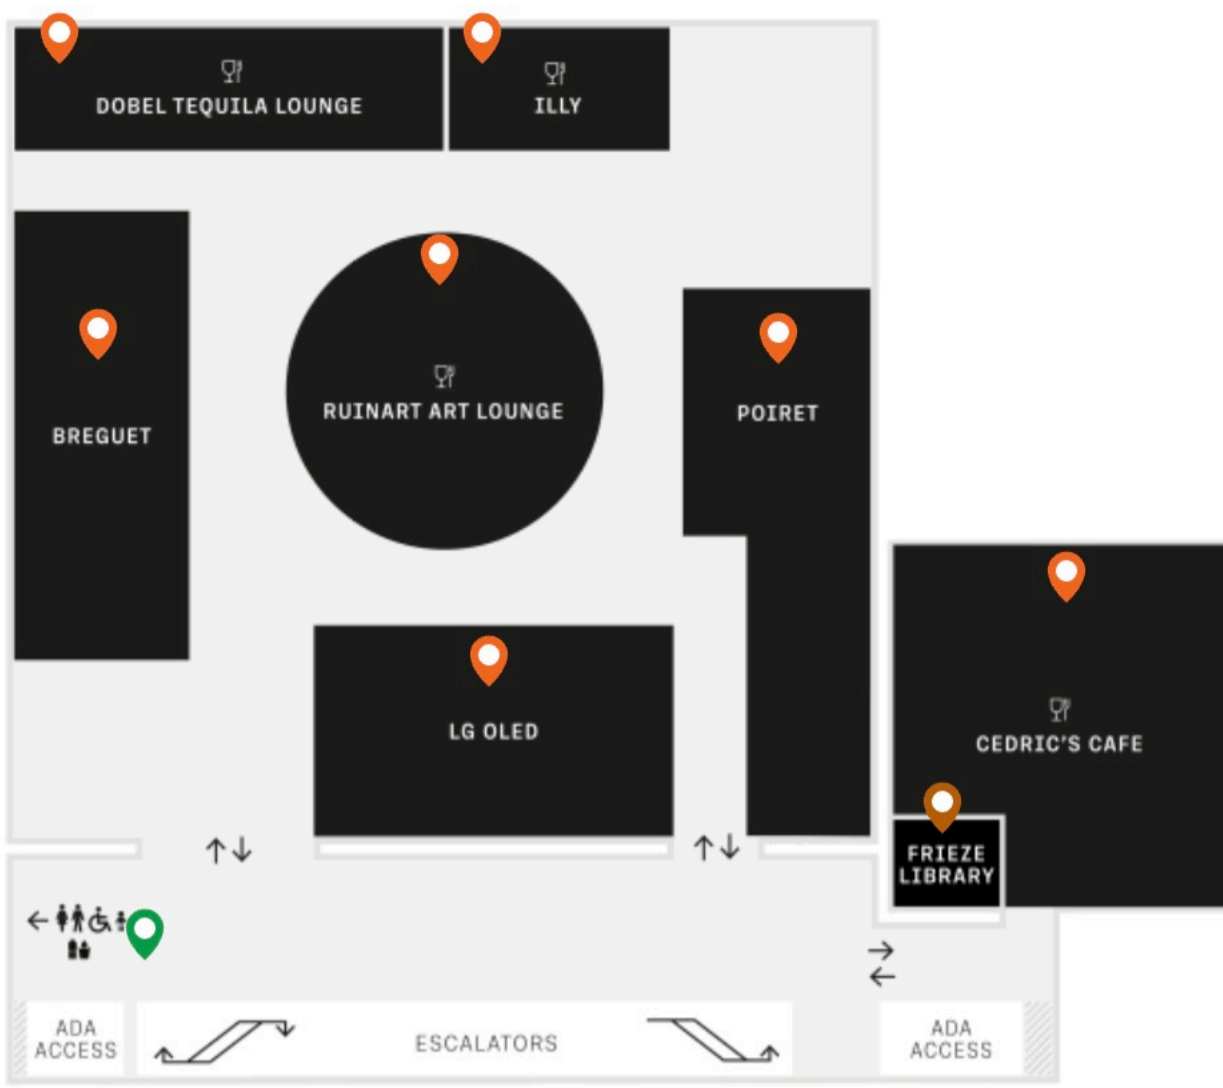 DOBEL TEQUILA LOUNGE
ILLY
BREGUET
RUINART ART LOUNGE
POIRET
LG OLED
CEDRIC'S CAFE
FRIEZE
LIBRARY
ADA
ACCESS
ESCALATORS
ADA
ACCESS